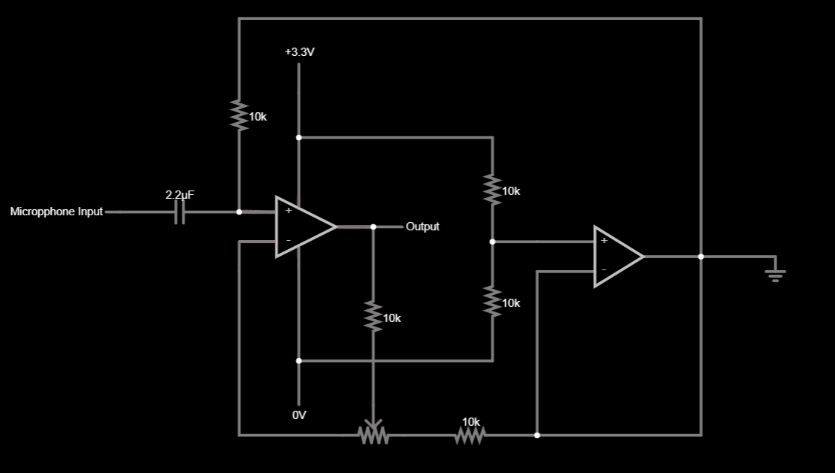 +3.3V
10k
10k
2.2µF
Micropphone Input
+
-
Output
+
-
10k
10k
0V
10k